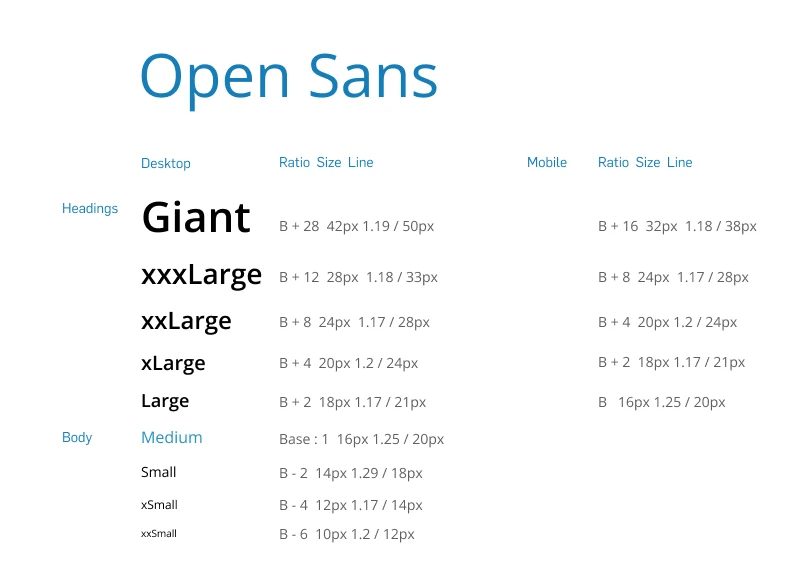 Open Sans
Desktop Ratio Size Line Mobile Ratio Size Line
Headings Giant B + 28 42px 1.19 / 50px B + 16 32px 1.18 / 38px
xxxLarge B + 12 28px 1.18 / 33px B + 8 24px 1.17 / 28px
xxLarge B + 8 24px 1.17 / 28px B + 4 20px 1.2 / 24px
xLarge B + 4 20px 1.2 / 24px B + 2 18px 1.17 / 21px
Large B + 2 18px 1.17 / 21px B 16px 1.25 / 20px
Body Medium Base : 1 16px 1.25 / 20px
Small B - 2 14px 1.29 / 18px
xSmall B - 4 12px 1.17 / 14px
xxSmall B - 6 10px 1.2 / 12px